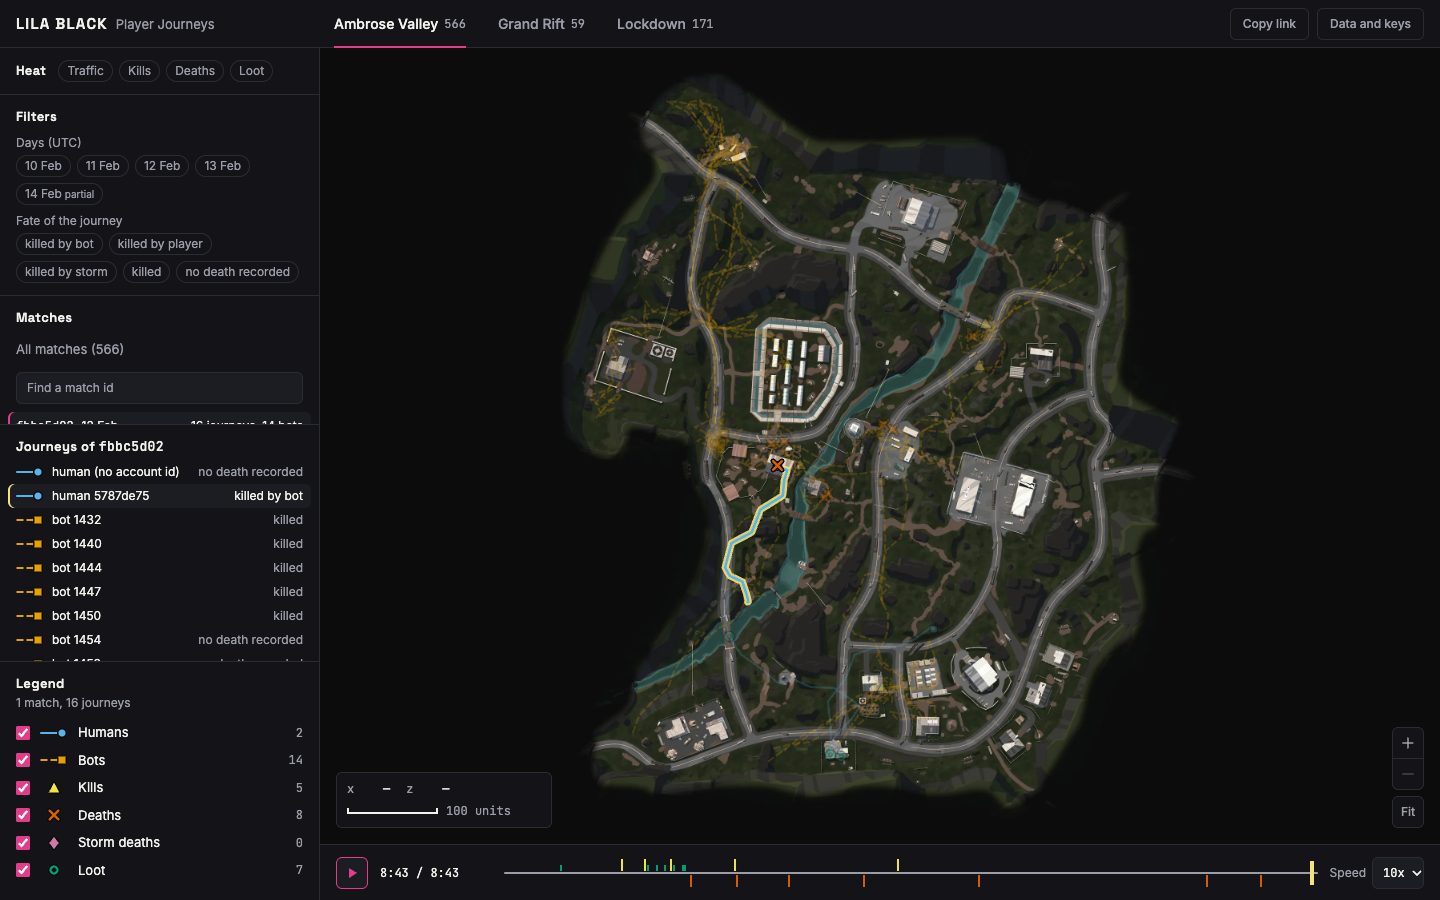 LILA BLACK Player Journeys
Ambrose Valley 566
Grand Rift 59
Lockdown 171
Copy link
Data and keys
Heat Traffic Kills Deaths Loot
Filters
Days (UTC)
10 Feb 11 Feb 12 Feb 13 Feb
14 Feb partial
Fate of the journey
killed by bot killed by player
killed by storm killed no death recorded
Matches
All matches (566)
Find a match id
Journeys of fbbc5d02
human (no account id) no death recorded
human 5787de75 killed by bot
bot 1432 killed
bot 1440 killed
bot 1444 killed
bot 1447 killed
bot 1450 killed
bot 1454 no death recorded
Legend
1 match, 16 journeys
Humans 2
Bots 14
Kills 5
Deaths 8
Storm deaths 0
Loot 7
x – z –
100 units
+
−
Fit
8:43 / 8:43
Speed 10x